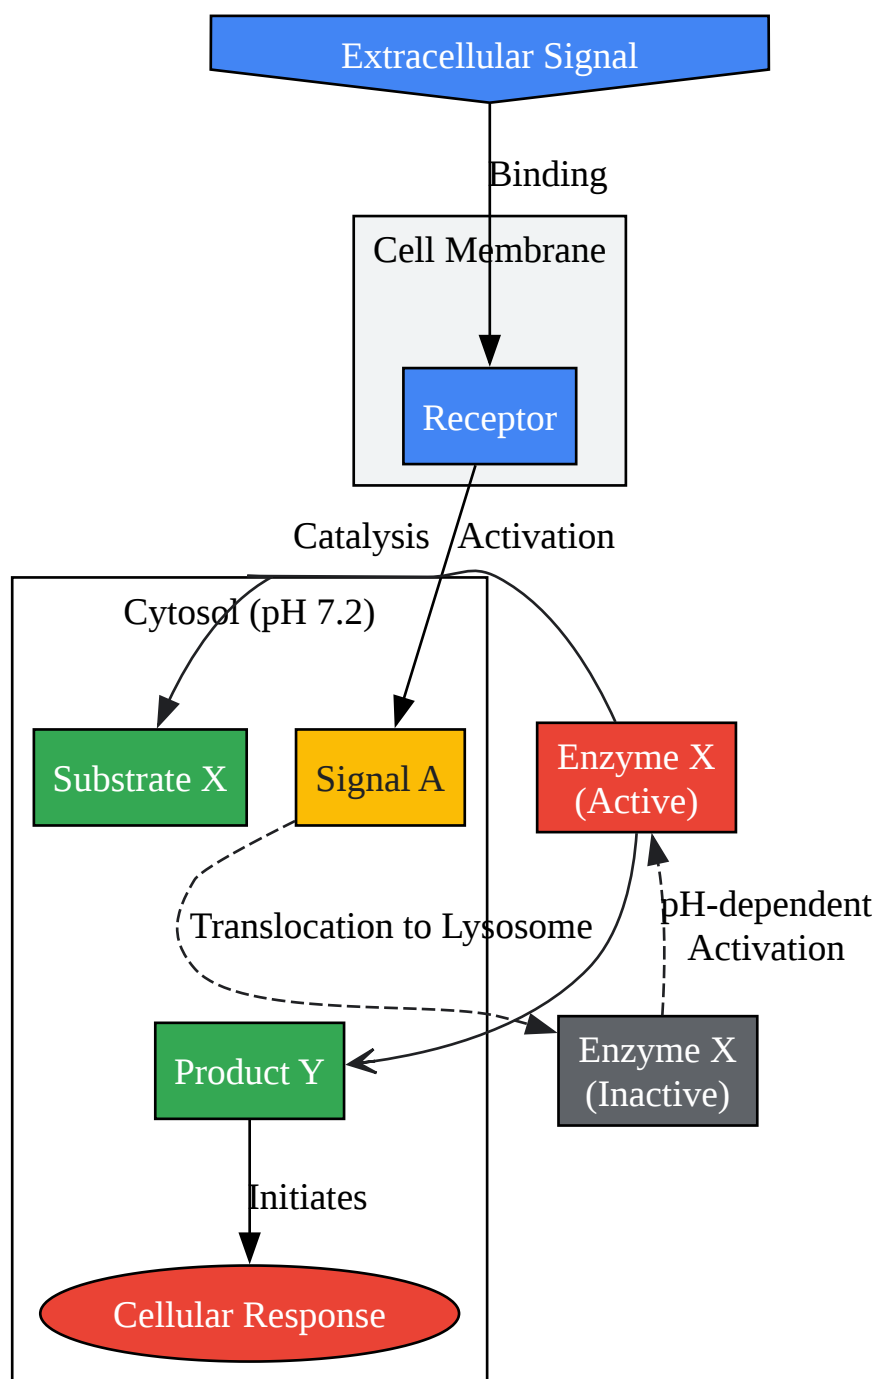 Extracellular Signal
Binding
Cell Membrane
Receptor
Catalysis
Activation
Cytosol (pH 7.2)
Substrate X
Signal A
Enzyme X
(Active)
Translocation to Lysosome
pH-dependent
Activation
Product Y
Enzyme X
(Inactive)
Initiates
Cellular Response